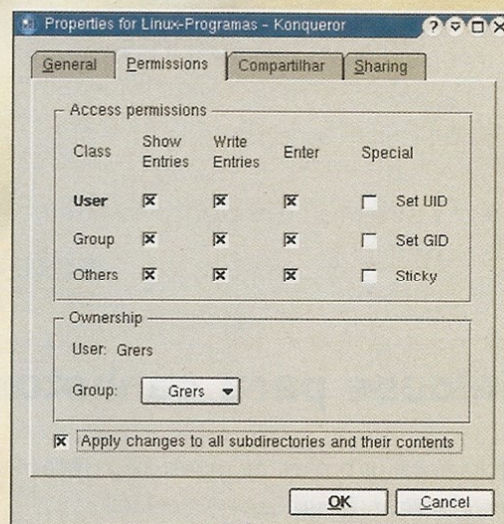 Properties for Linux-Programas - Konqueror
General Permissions Compartilhar Sharing
Access permissions
Class Show Entries Write Entries Enter Special
User Set UID
Group Set GID
Others Sticky
Ownership
User: Grers
Group: Grers
Apply changes to all subdirectories and their contents
OK Cancel